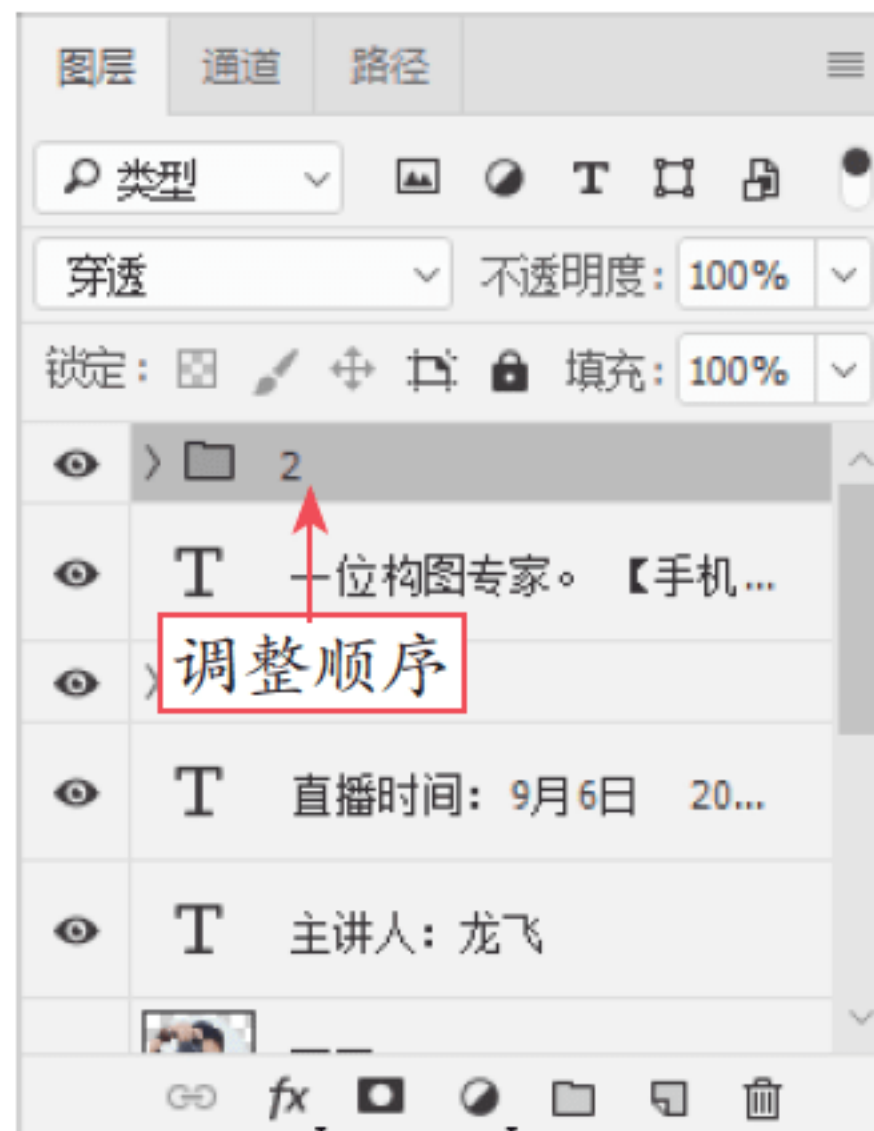 图层 通道 路径
类型 T
穿透 不透明度: 100%
锁定: 填充: 100%
2
T 一位构图专家。 【手机...
调整顺序
T 直播时间: 9月6日 20...
T 主讲人: 龙飞
fx